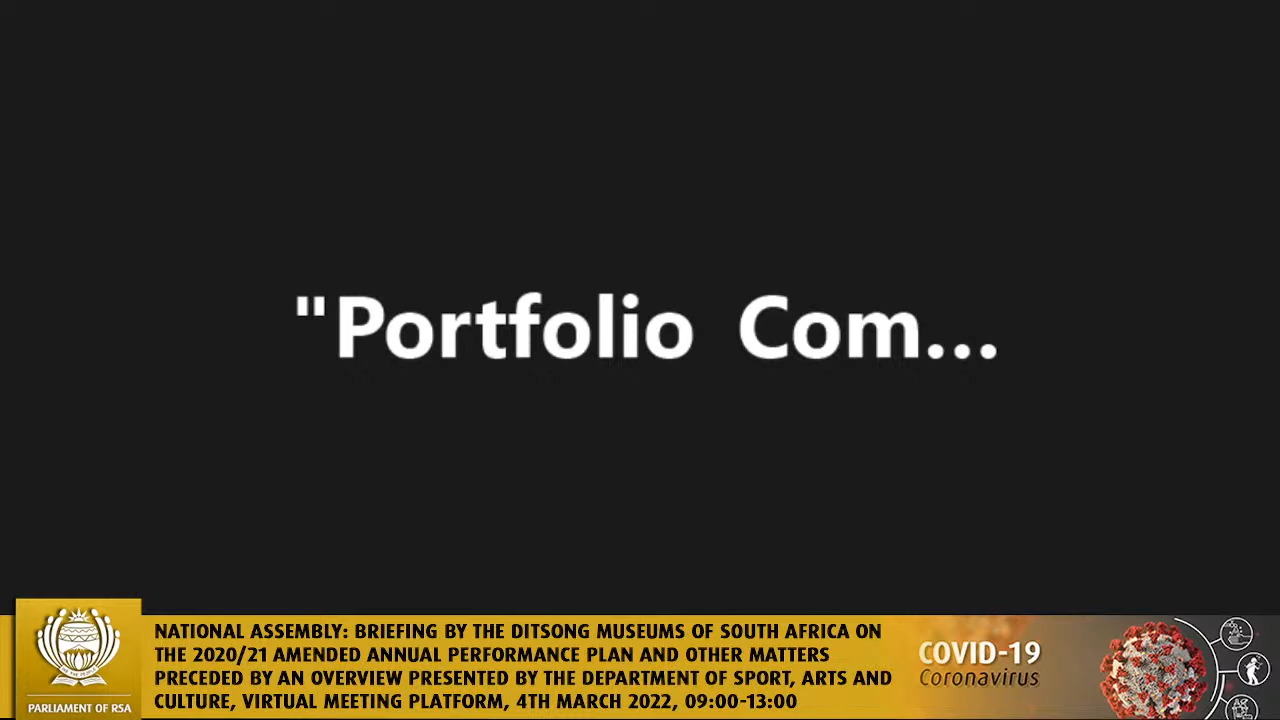 "Portfolio Com...
NATIONAL ASSEMBLY: BRIEFING BY THE DITSONG MUSEUMS OF SOUTH AFRICA ON
THE 2020/21 AMENDED ANNUAL PERFORMANCE PLAN AND OTHER MATTERS
PRECEDED BY AN OVERVIEW PRESENTED BY THE DEPARTMENT OF SPORT, ARTS AND
CULTURE, VIRTUAL MEETING PLATFORM, 4TH MARCH 2022, 09:00-13:00
PARLIAMENT OF RSA
COVID-19
Coronavirus